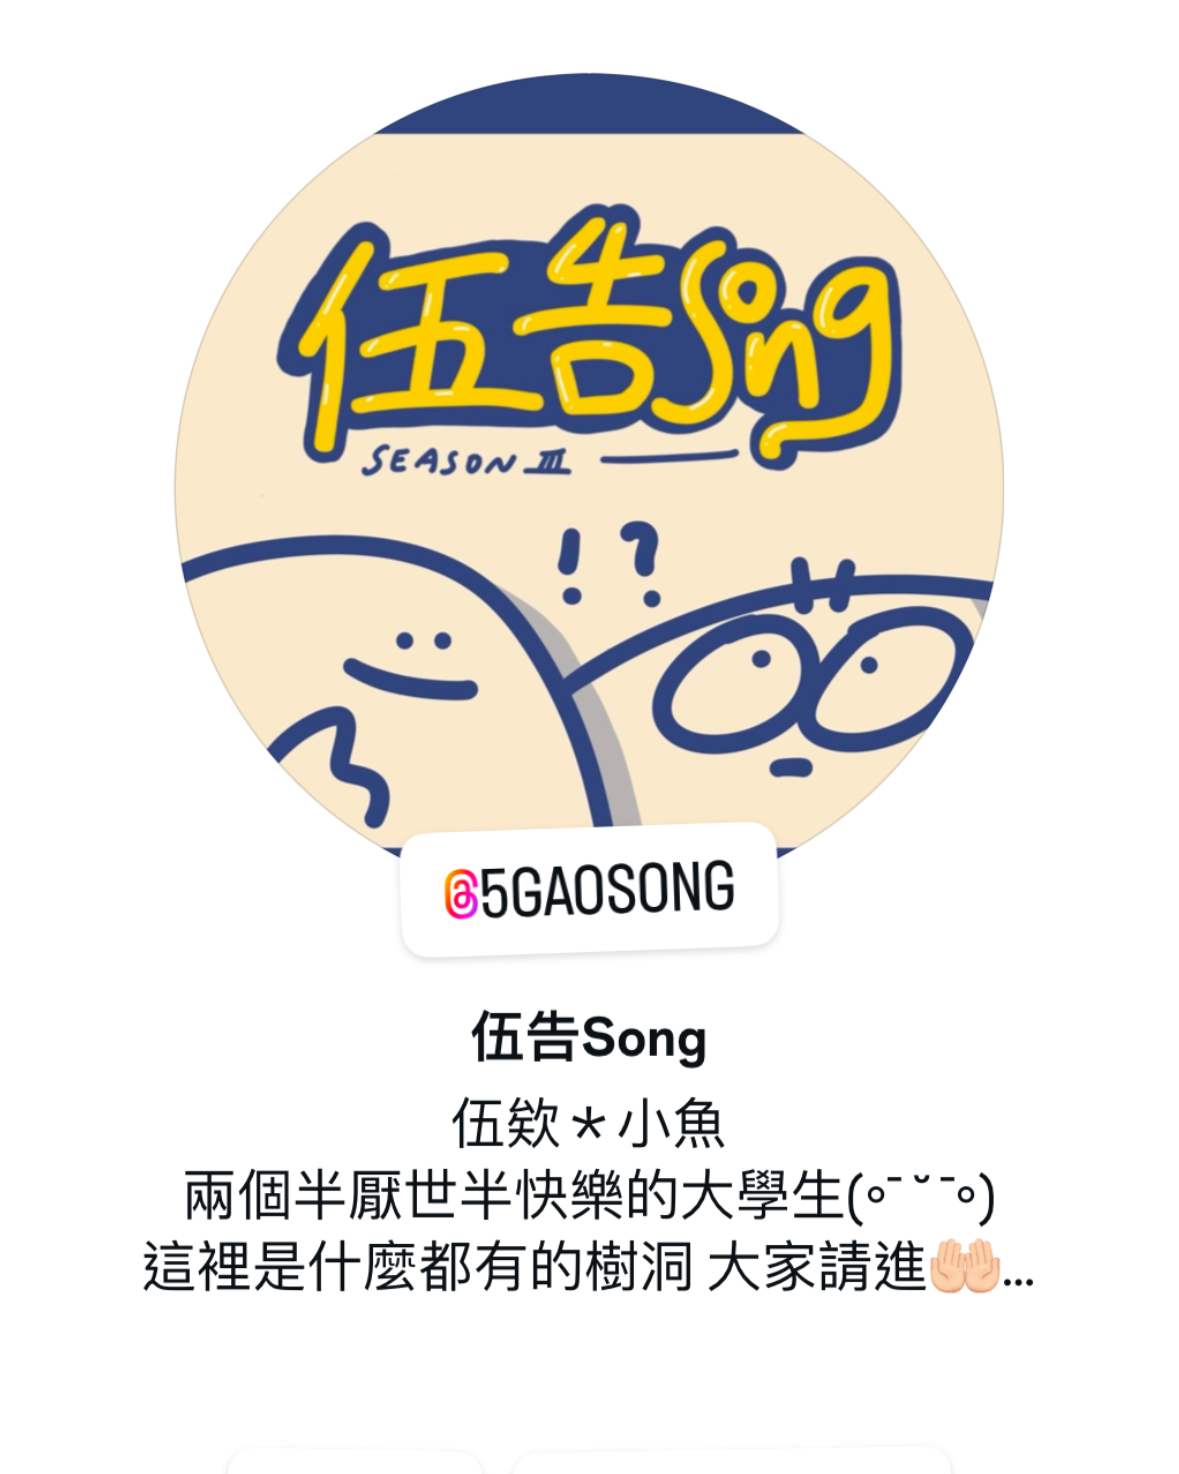 伍告Song
SEASON III
!?
@5GAOSONG
伍告Song
伍欸＊小魚
兩個半厭世半快樂的大學生(∘¯˘¯∘)
這裡是什麼都有的樹洞 大家請進🤲🏻...